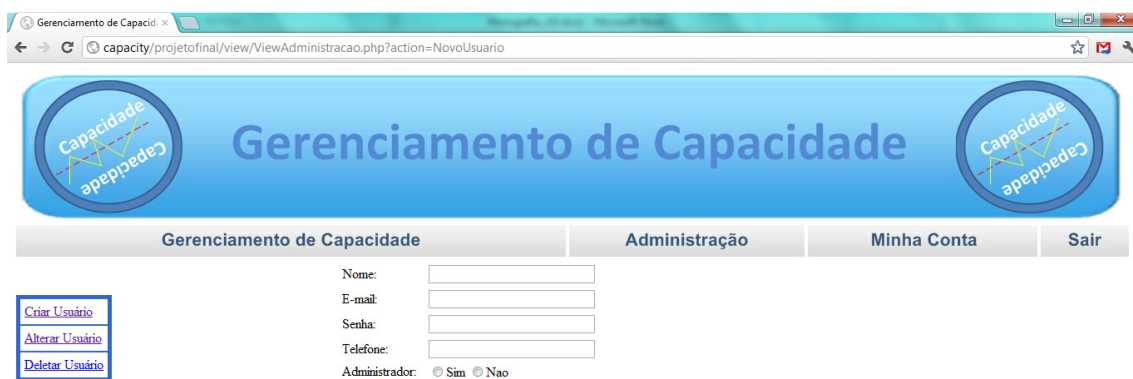 Gerenciamento de Capacid
capacity/projetofinal/view/ViewAdministracao.php?action=NovoUsuario
Capacidade
Capacidade
Gerenciamento de Capacidade
Capacidade
Capacidade
Gerenciamento de Capacidade Administração Minha Conta Sair
Nome:
E-mail:
Senha:
Telefone:
Administrador: Sim Nao
Criar Usuário
Alterar Usuário
Deletar Usuário